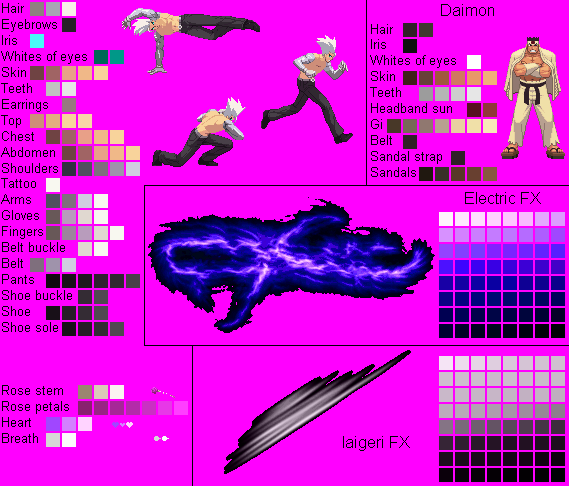 Hair
Eyebrows
Iris
Whites of eyes
Skin
Teeth
Earrings
Top
Chest
Abdomen
Shoulders
Tattoo
Arms
Gloves
Fingers
Belt buckle
Belt
Pants
Shoe buckle
Shoe
Shoe sole
Rose stem
Rose petals
Heart
Breath
Daimon
Hair
Iris
Whites of eyes
Skin
Teeth
Headband sun
Gi
Belt
Sandal strap
Sandals
Electric FX
Iaigeri FX